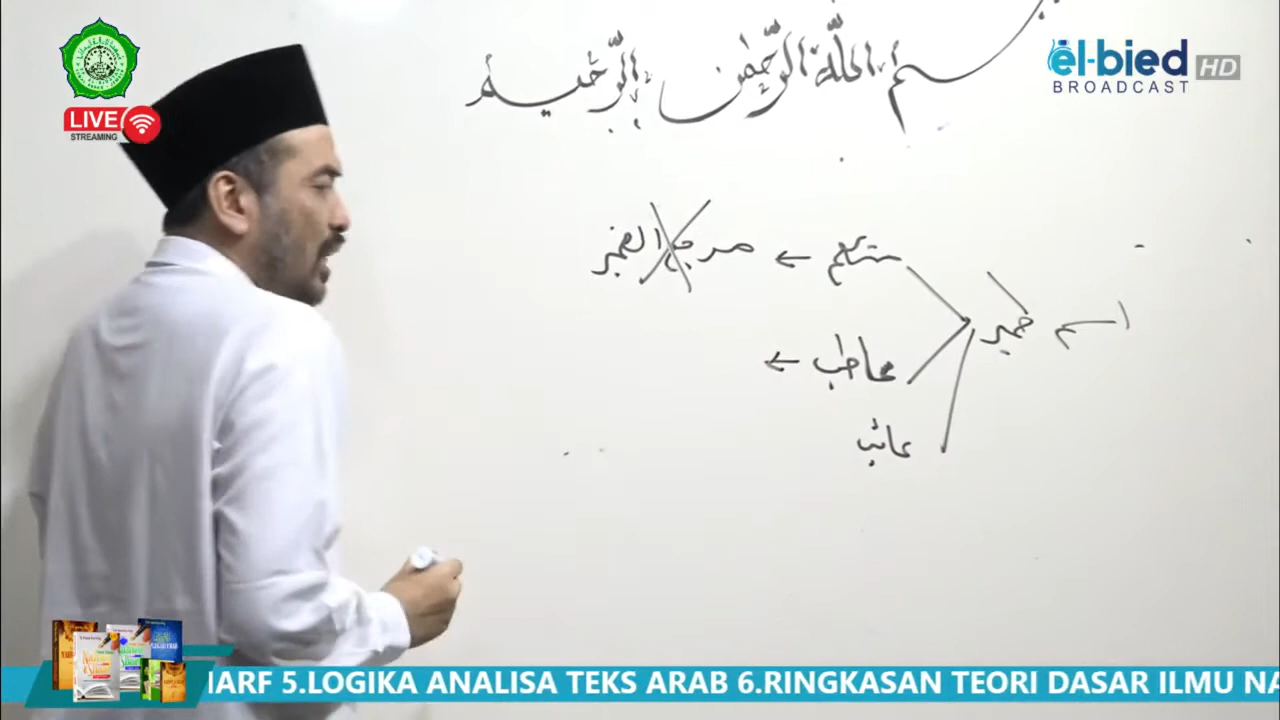 بسم الله الرحمن الرحيم
el-bied HD
BROADCAST
LIVE
STREAMING
متكلم ← مرجع الضمير
اسم ضمير
مخاطب ←
غائب
IARF 5.LOGIKA ANALISA TEKS ARAB 6.RINGKASAN TEORI DASAR ILMU NA